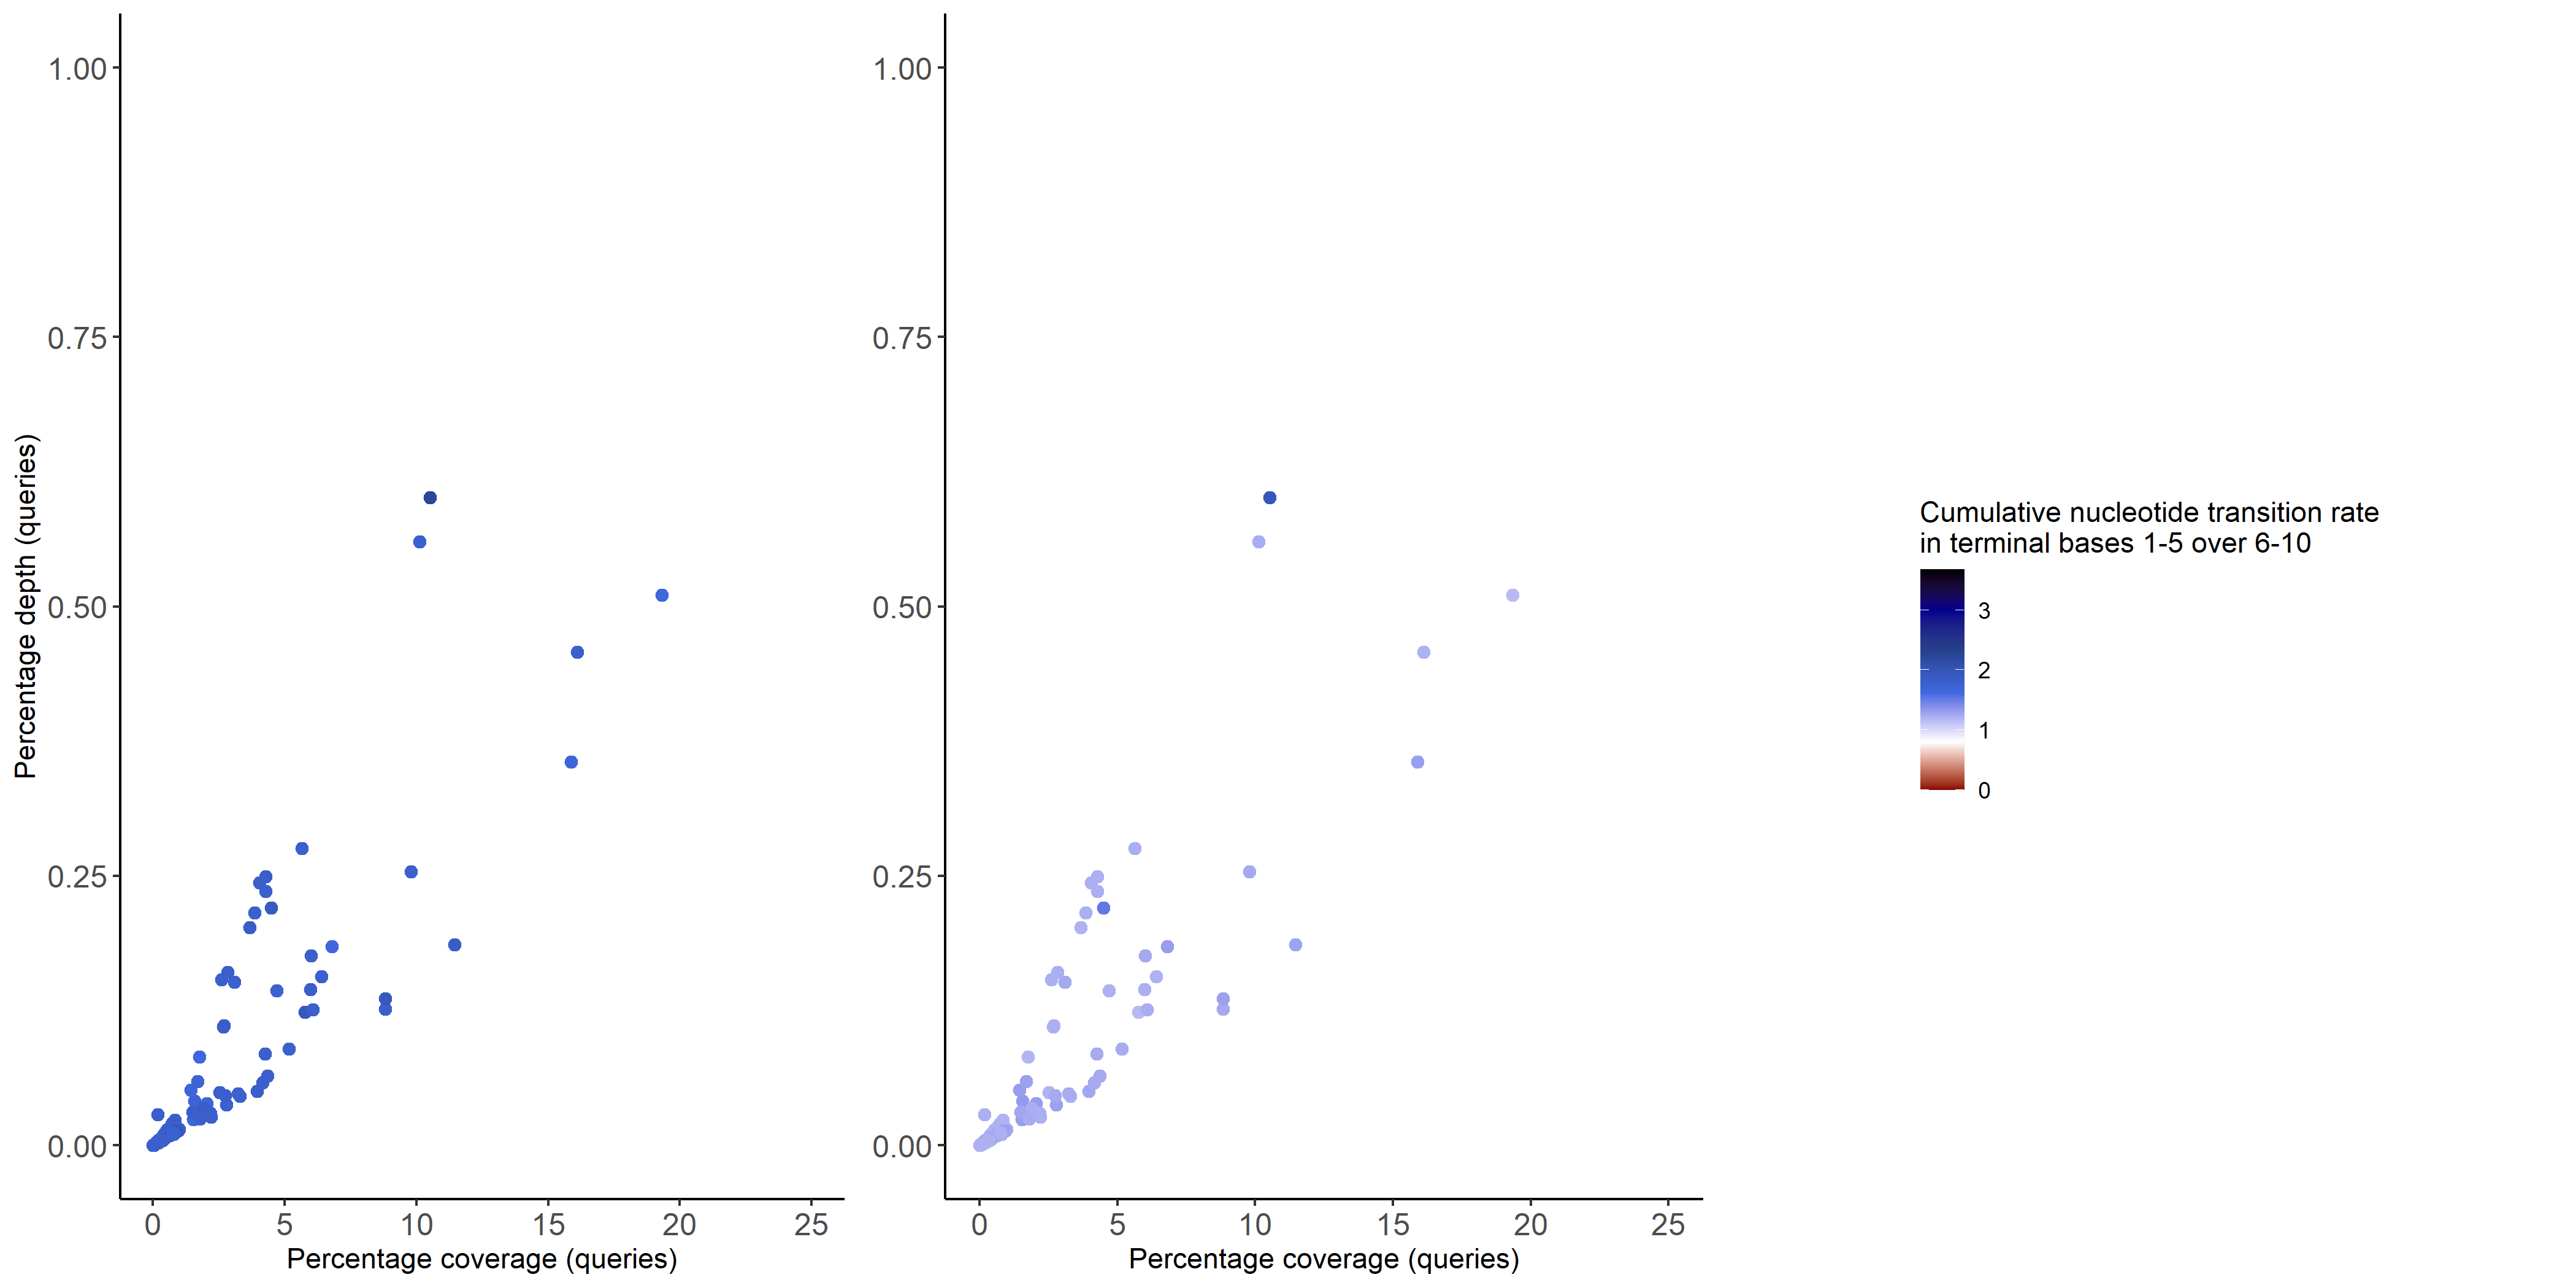 Percentage depth (queries)
1.00
0.75
0.50
0.25
0.00
0 5 10 15 20 25
Percentage coverage (queries)
1.00
0.75
0.50
0.25
0.00
0 5 10 15 20 25
Percentage coverage (queries)
Cumulative nucleotide transition rate
in terminal bases 1-5 over 6-10
3
2
1
0